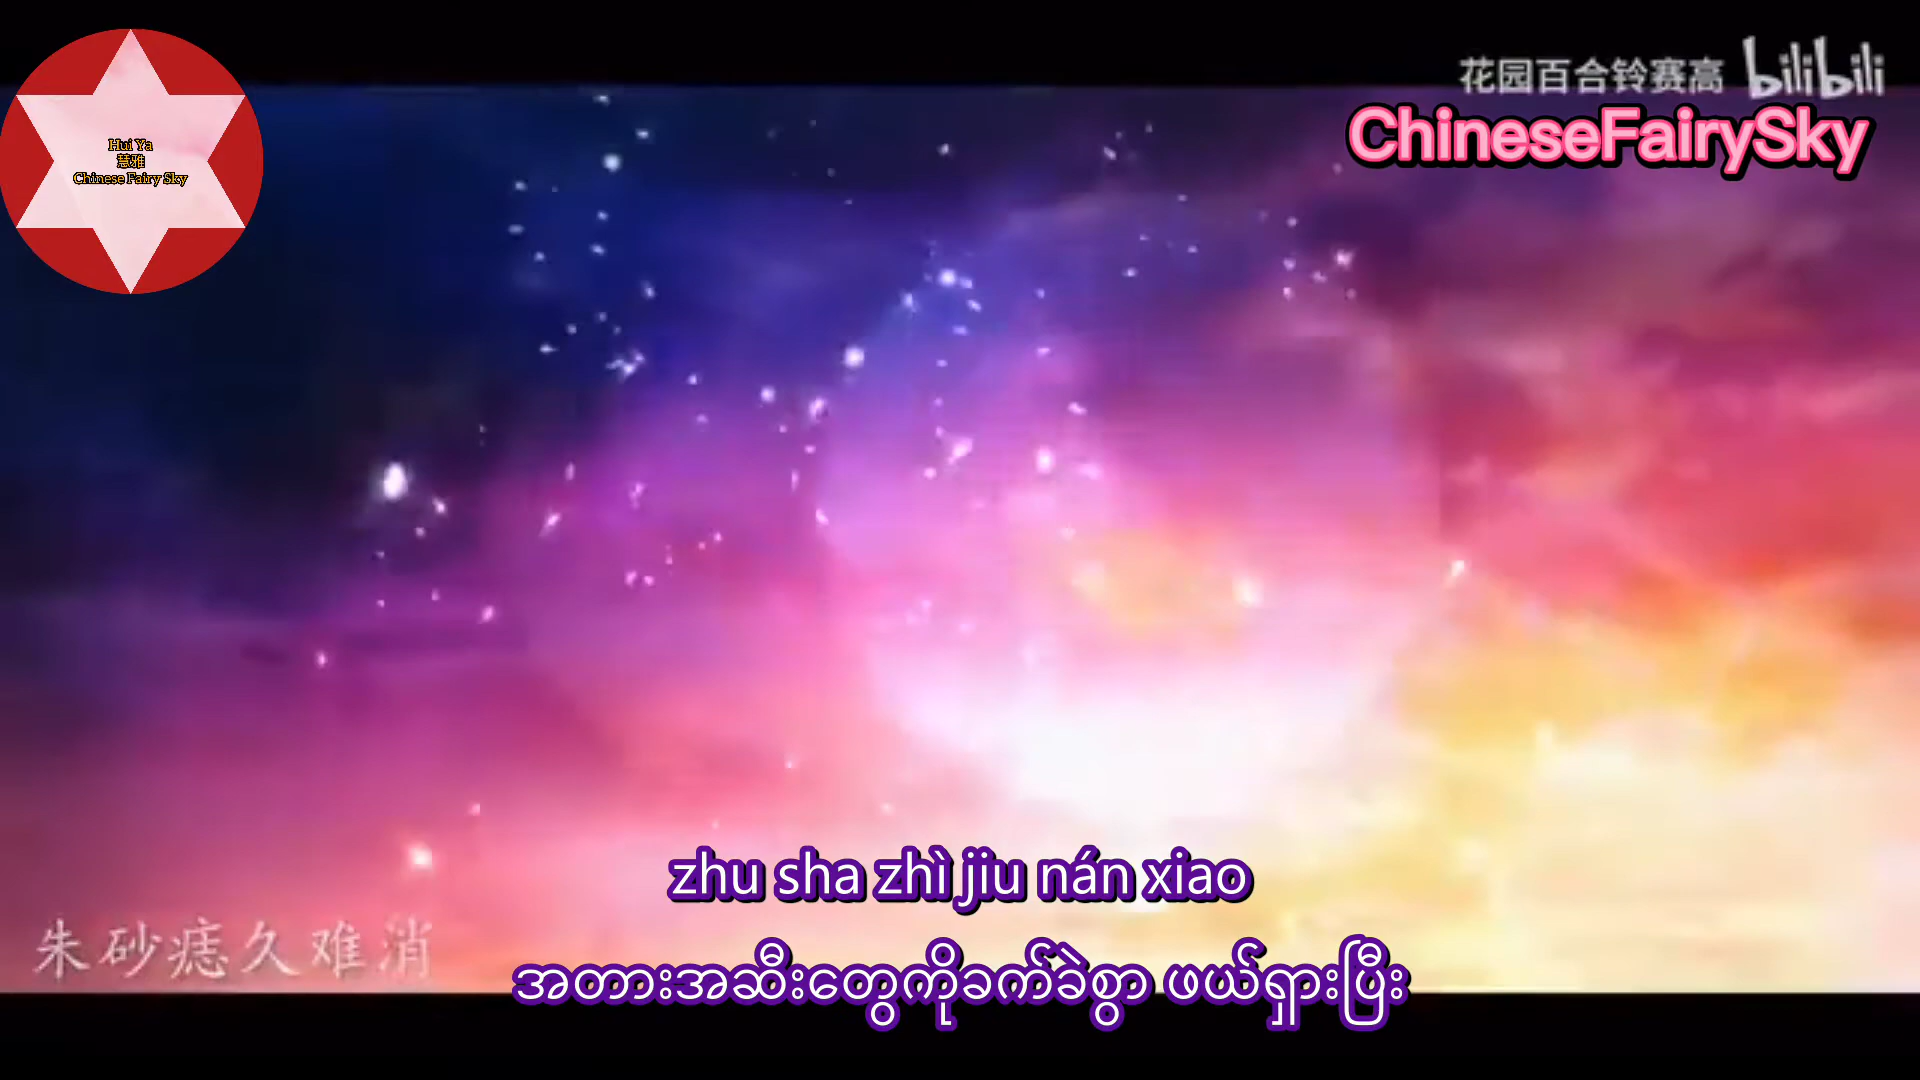 花园百合铃赛高 bilibili
ChineseFairySky
Hui Ya
慧雅
Chinese Fairy Sky
zhu sha zhì jiu nán xiao
朱砂痣久难消
အတားအဆီးတွေကိုခက်ခဲစွာ ဖယ်ရှားပြီး